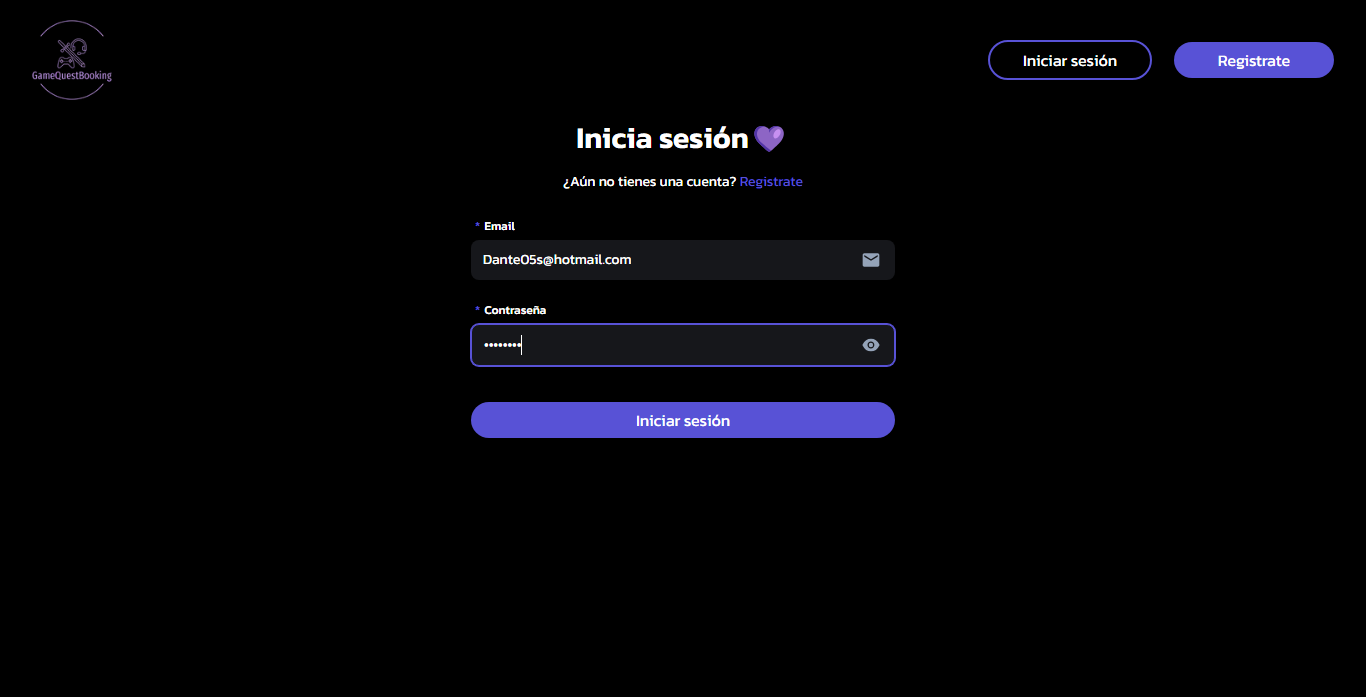 GameQuestBooking
Iniciar sesión
Registrate
Inicia sesión 💜
¿Aún no tienes una cuenta? Registrate
* Email
Dante05s@hotmail.com
* Contraseña
••••••••
Iniciar sesión